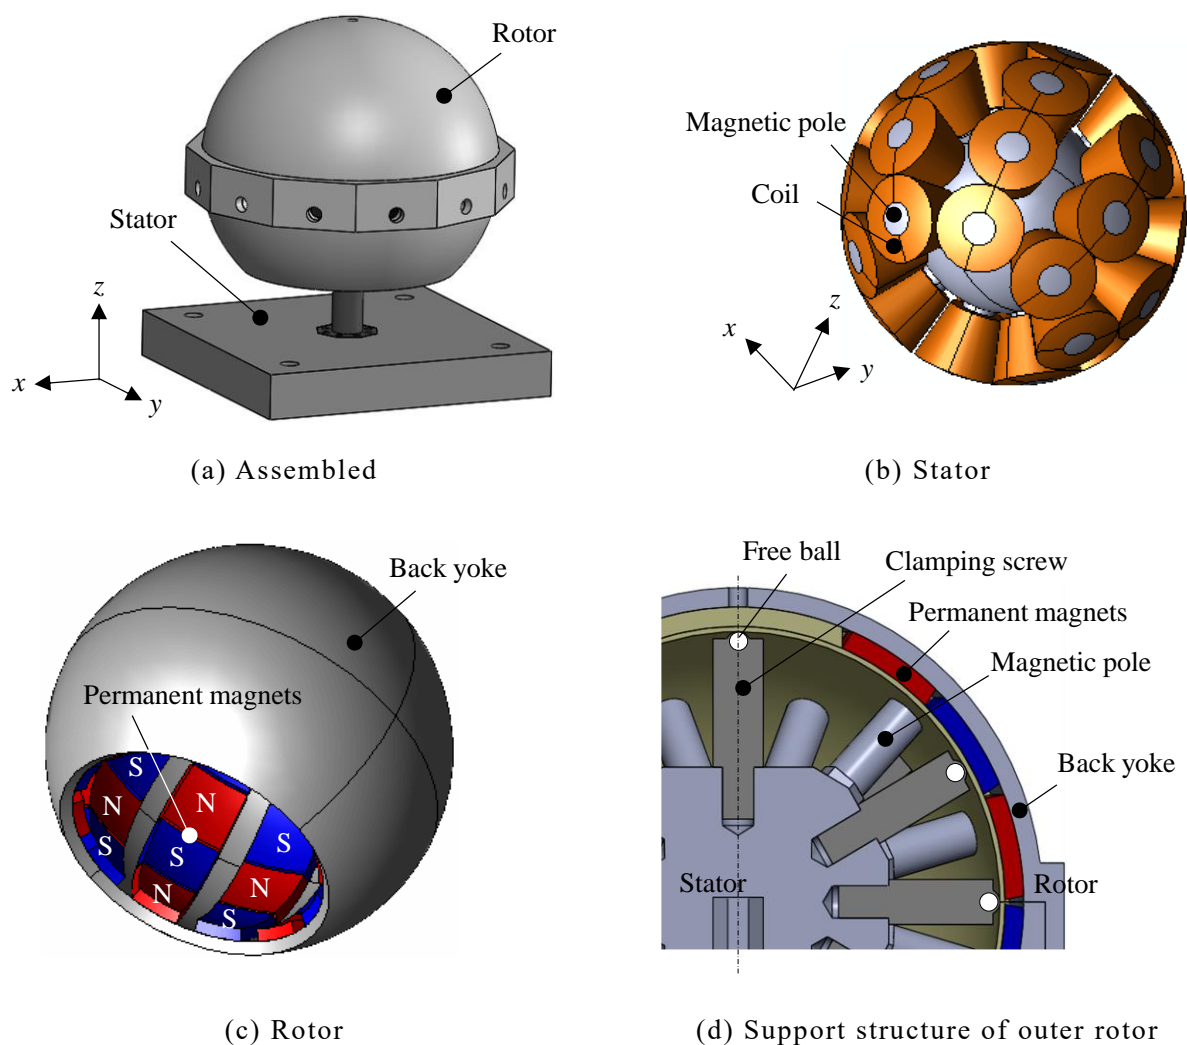 Rotor
Stator
z
x
y
(a) Assembled
Magnetic pole
Coil
z
x
y
(b) Stator
Back yoke
Permanent magnets
S
N
N
S
S
S
N
N
S
(c) Rotor
Free ball
Clamping screw
Permanent magnets
Magnetic pole
Back yoke
Stator
Rotor
(d) Support structure of outer rotor